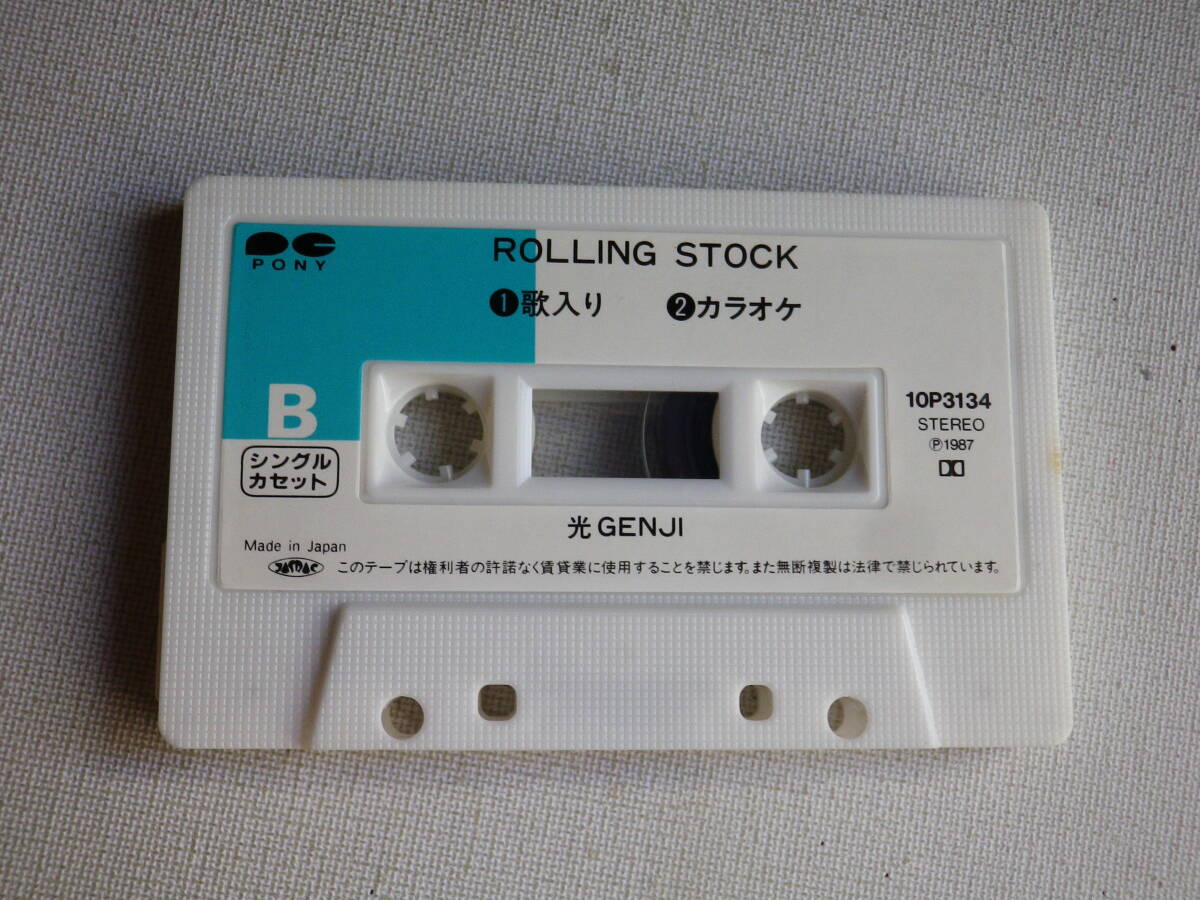 PC
PONY
ROLLING STOCK
❶歌入り ❷カラオケ
B
シングル
カセット
10P3134
STEREO
Ⓟ1987
光GENJI
Made in Japan
JASRAC このテープは権利者の許諾なく賃貸業に使用することを禁じます。また無断複製は法律で禁じられています。